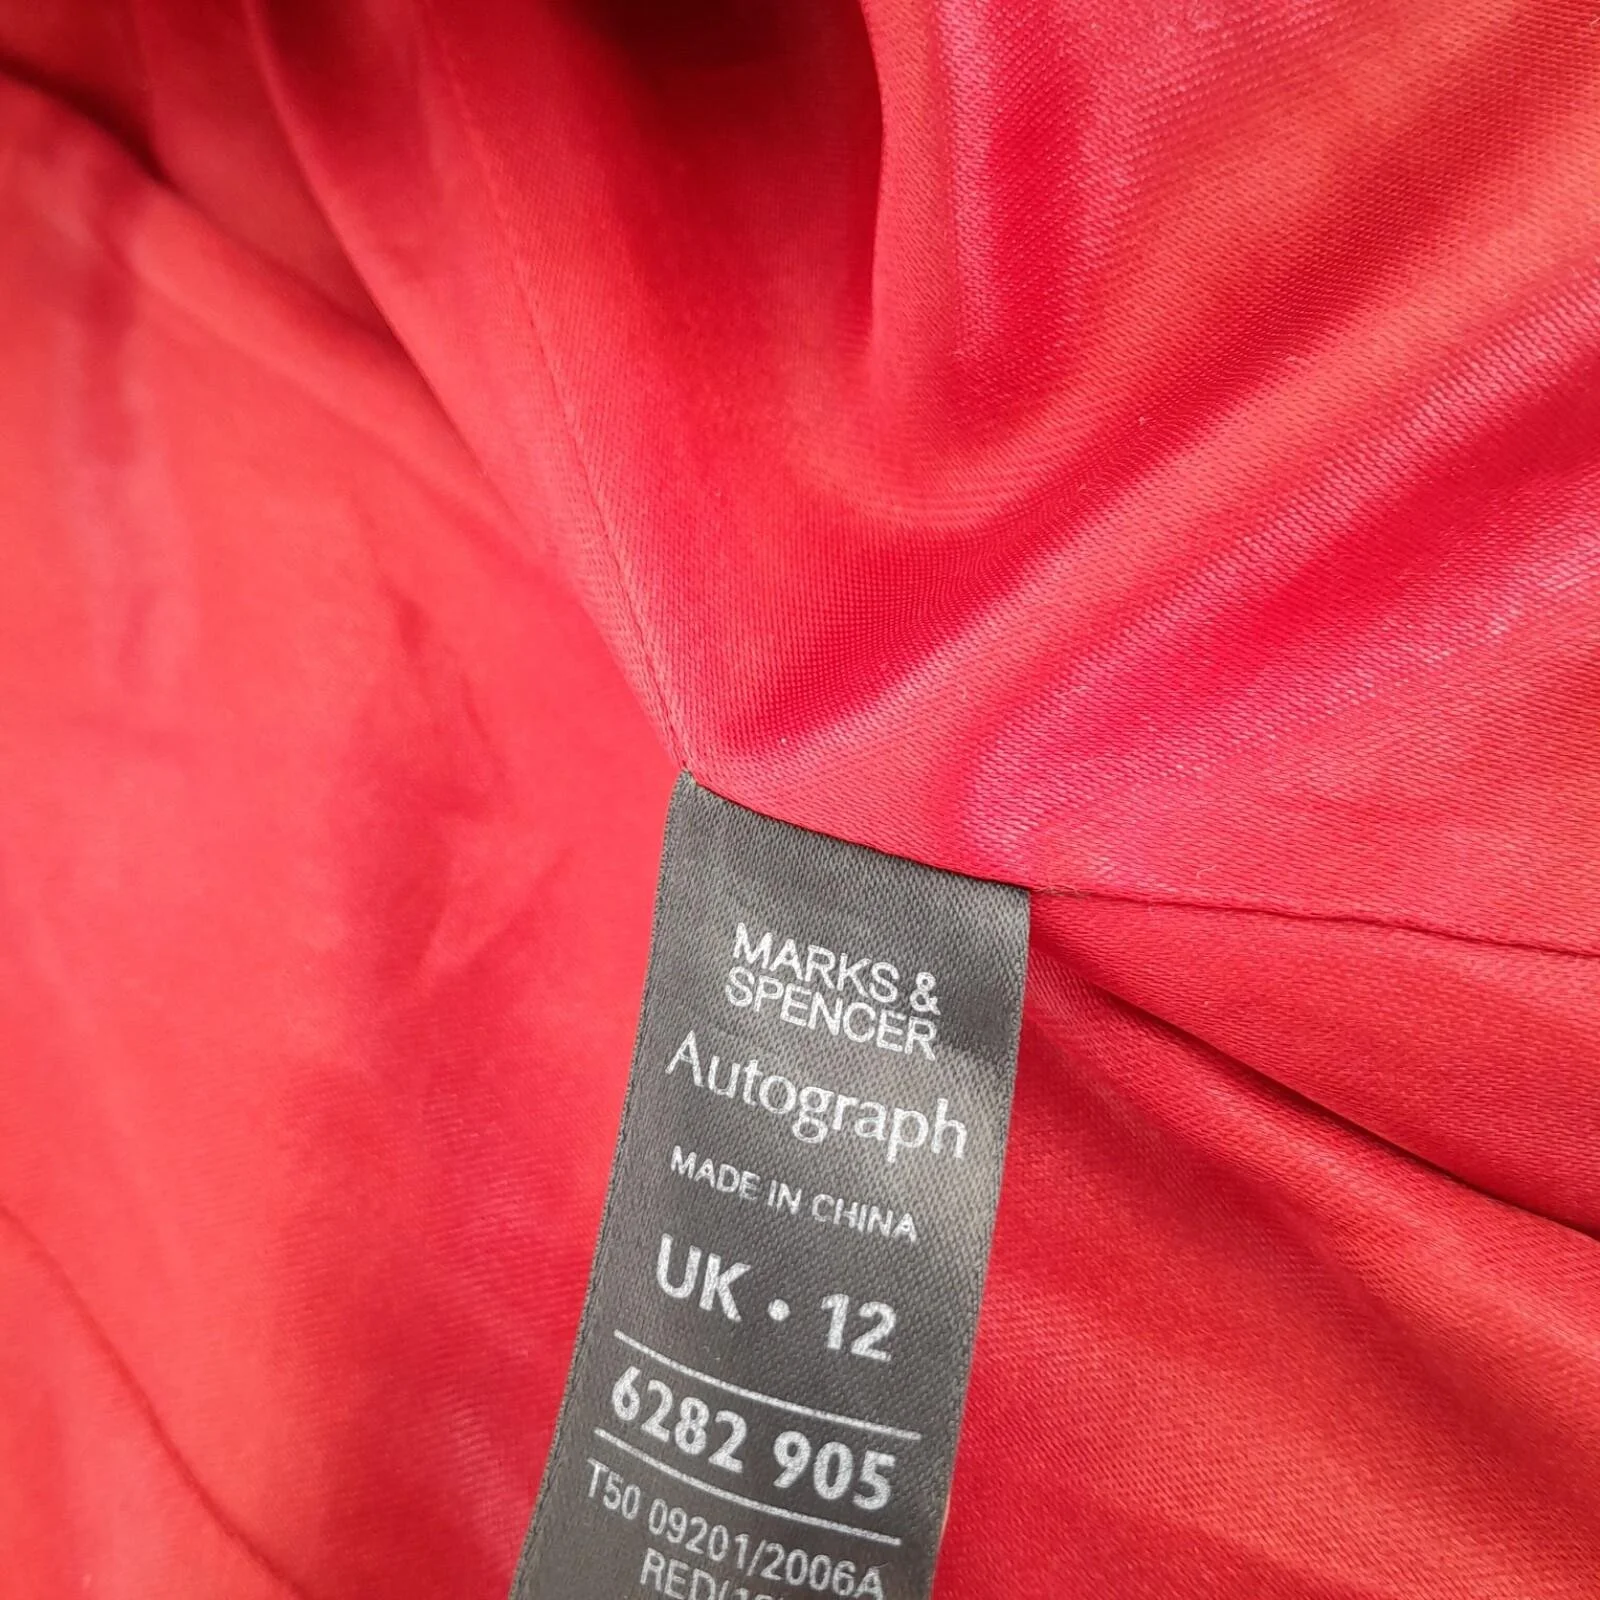 MARKS &
SPENCER
Autograph
MADE IN CHINA
UK • 12
6282 905
T50 09201/2006A